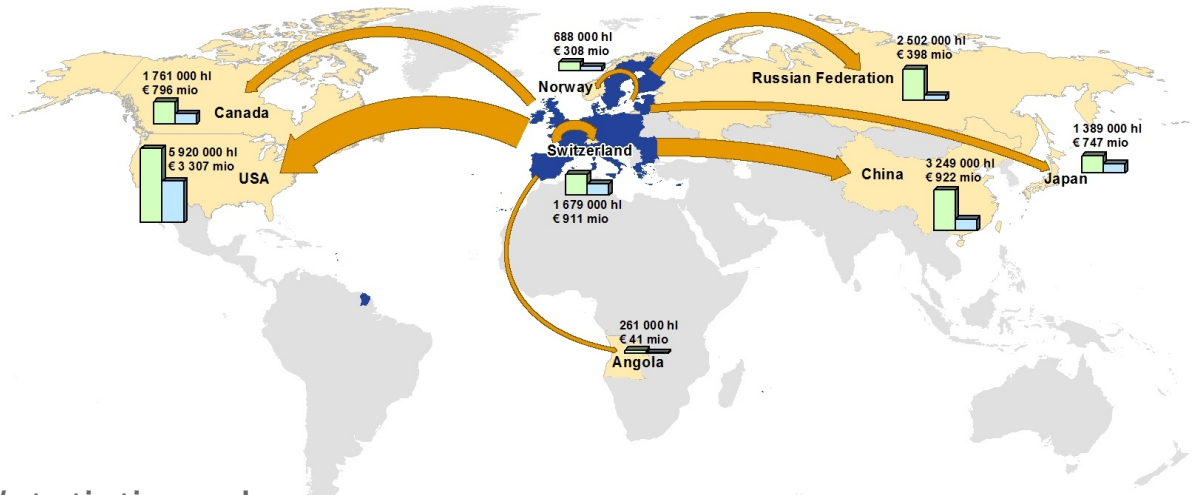 688 000 hl
€ 308 mio
Norway
2 502 000 hl
€ 398 mio
Russian Federation
1 761 000 hl
€ 796 mio
Canada
5 920 000 hl
€ 3 307 mio
USA
Switzerland
1 679 000 hl
€ 911 mio
3 249 000 hl
€ 922 mio
China
1 389 000 hl
€ 747 mio
Japan
261 000 hl
€ 41 mio
Angola